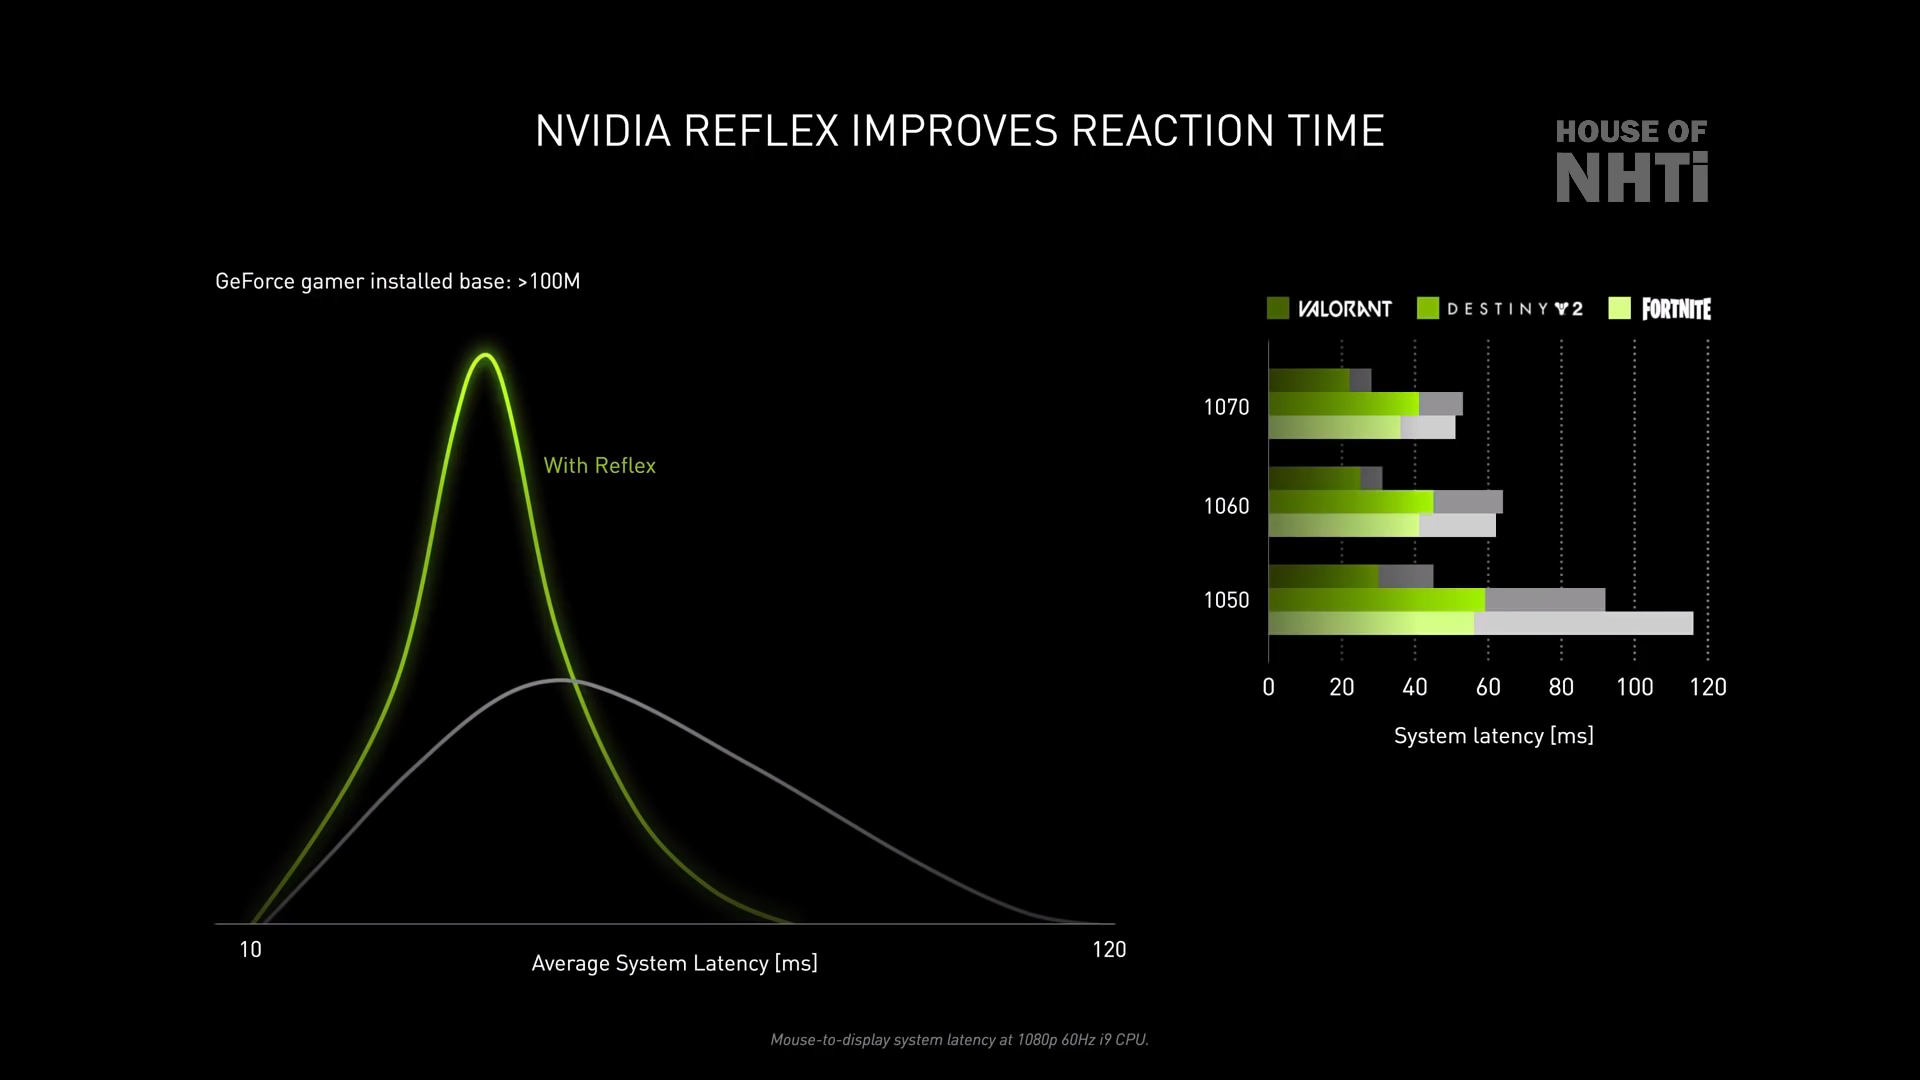 NVIDIA REFLEX IMPROVES REACTION TIME
HOUSE OF
NHTi
GeForce gamer installed base: >100M
With Reflex
10
120
Average System Latency [ms]
VALORANT DESTINY 2 FORTNITE
1070
1060
1050
0 20 40 60 80 100 120
System latency [ms]
Mouse-to-display system latency at 1080p 60Hz i9 CPU.